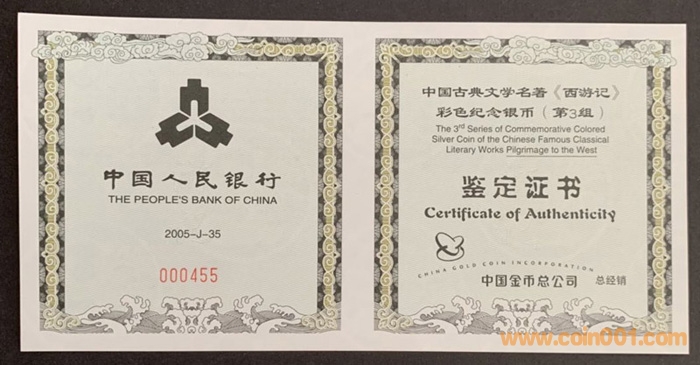 中国人民银行
THE PEOPLE'S BANK OF CHINA
2005-J-35
000455
中国古典文学名著《西游记》
彩色纪念银币（第3组）
The 3rd Series of Commemorative Colored
Silver Coin of the Chinese Famous Classical
Literary Works Pilgrimage to the West
鉴定证书
Certificate of Authenticity
CHINA GOLD COIN INCORPORATION
中国金币总公司 总经销
www.coin001.com